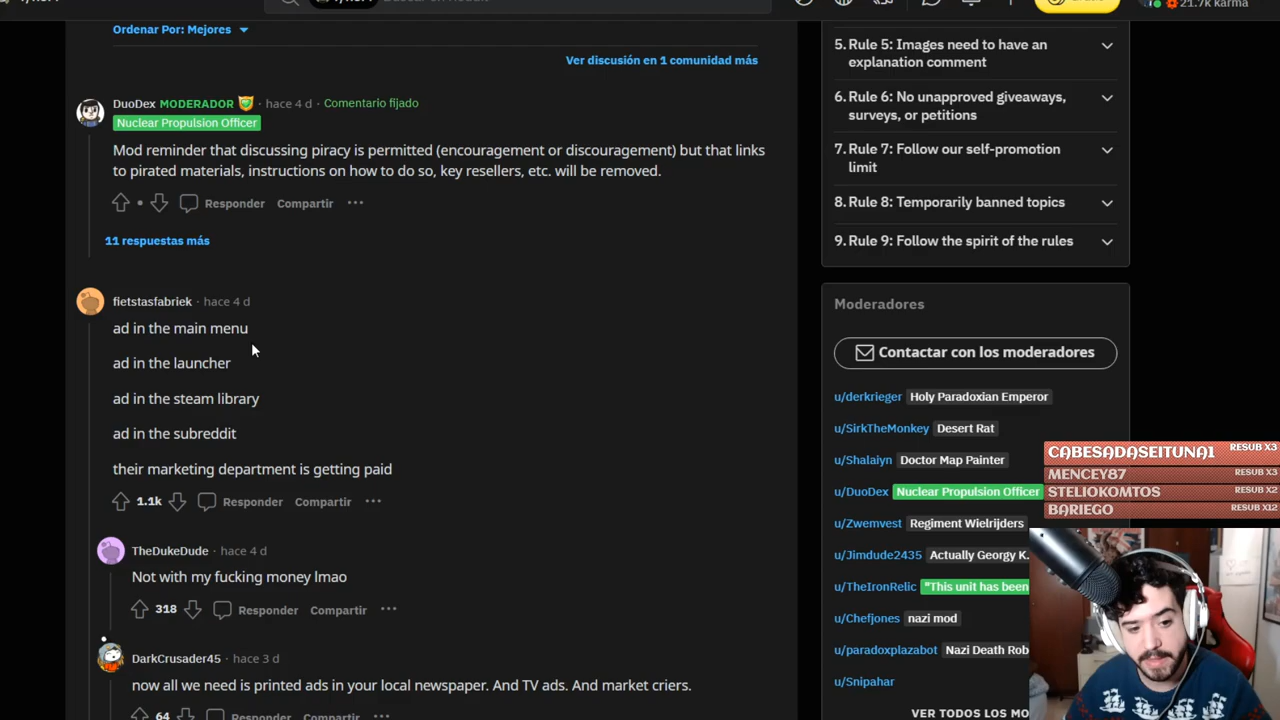 21.7k karma
Ordenar Por: Mejores
Ver discusión en 1 comunidad más
DuoDex MODERADOR · hace 4 d · Comentario fijado
Nuclear Propulsion Officer
Mod reminder that discussing piracy is permitted (encouragement or discouragement) but that links
to pirated materials, instructions on how to do so, key resellers, etc. will be removed.
Responder Compartir
11 respuestas más
fietstasfabriek · hace 4 d
ad in the main menu
ad in the launcher
ad in the steam library
ad in the subreddit
their marketing department is getting paid
1.1k Responder Compartir
TheDukeDude · hace 4 d
Not with my fucking money lmao
318 Responder Compartir
DarkCrusader45 · hace 3 d
now all we need is printed ads in your local newspaper. And TV ads. And market criers.
64 Responder Compartir
5. Rule 5: Images need to have an
explanation comment
6. Rule 6: No unapproved giveaways,
surveys, or petitions
7. Rule 7: Follow our self-promotion
limit
8. Rule 8: Temporarily banned topics
9. Rule 9: Follow the spirit of the rules
Moderadores
Contactar con los moderadores
u/derkrieger Holy Paradoxian Emperor
u/SirkTheMonkey Desert Rat
u/Shalaiyn Doctor Map Painter
u/DuoDex Nuclear Propulsion Officer
u/Zwemvest Regiment Wielrijders
u/Jimdude2435 Actually Georgy K.
u/TheIronRelic "This unit has been
u/Chefjones nazi mod
u/paradoxplazabot Nazi Death Rob
u/Snipahar
VER TODOS LOS MO
CABESADASEITUNA1 RESUB X3
MENCEY87 RESUB X3
STELIOKOMTOS RESUB X2
BARIEGO RESUB X12